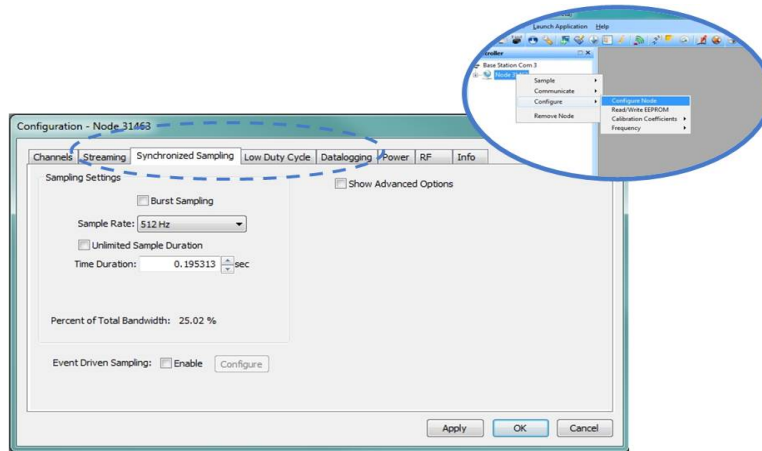 Launch Application Help
Base Station Com 3
Sample
Communicate
Configure
Configure Node
Read/Write EEPROM
Calibration Coefficients
Frequency
Remove Node
Configuration - Node 31463
Channels Streaming Synchronized Sampling Low Duty Cycle Datalogging Power RF Info
Sampling Settings
Show Advanced Options
Burst Sampling
Sample Rate: 512 Hz
Unlimited Sample Duration
Time Duration: 0.195313 sec
Percent of Total Bandwidth: 25.02 %
Event Driven Sampling: Enable Configure
Apply OK Cancel